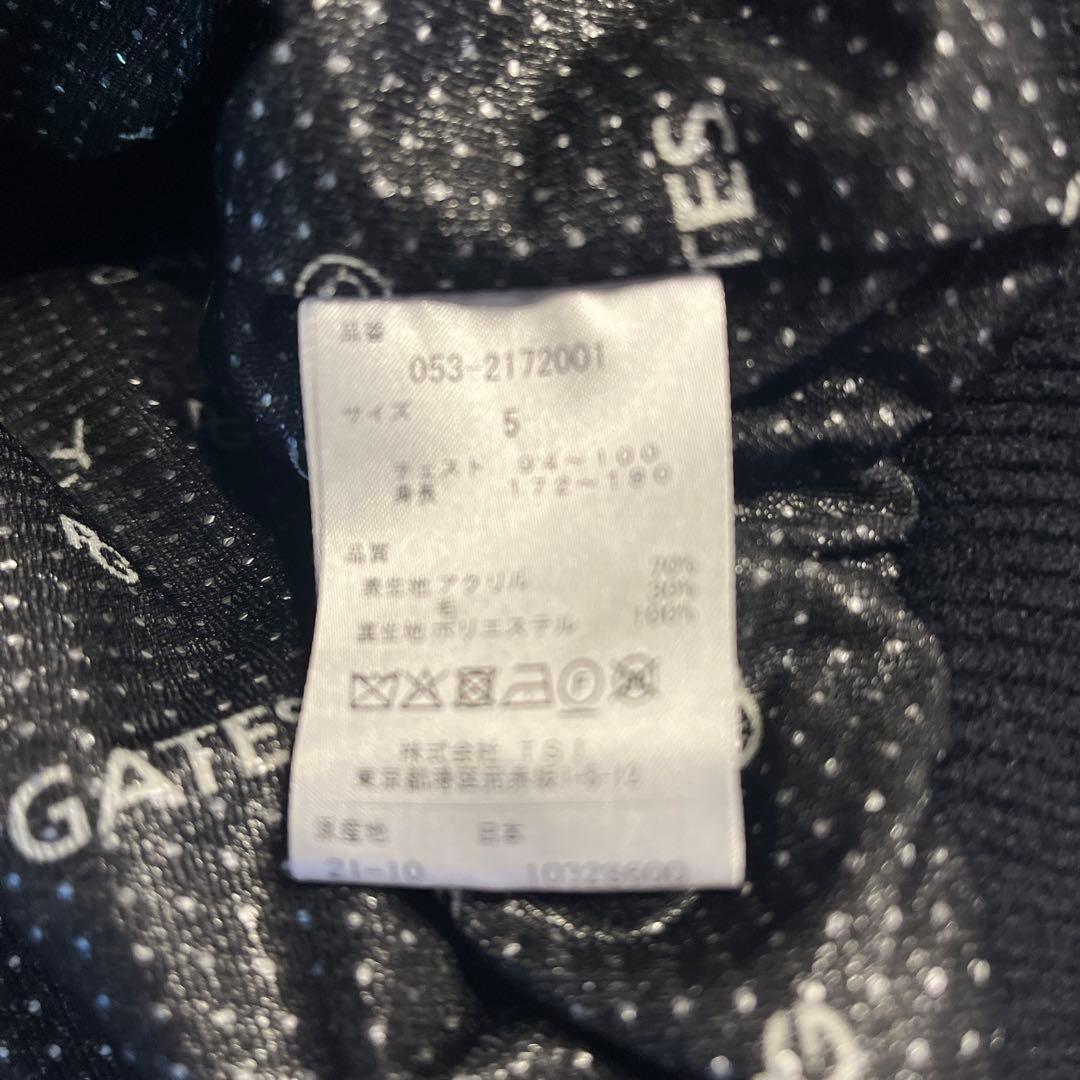 TES
品番
053-2172001
サイズ 5
チェスト 94～100
身長 172～180
品質
表生地 アクリル 70%
毛 30%
裏生地 ポリエステル 100%
F
株式会社 TSI
東京都港区元赤坂
原産地 日本
21-10
PG
GATES